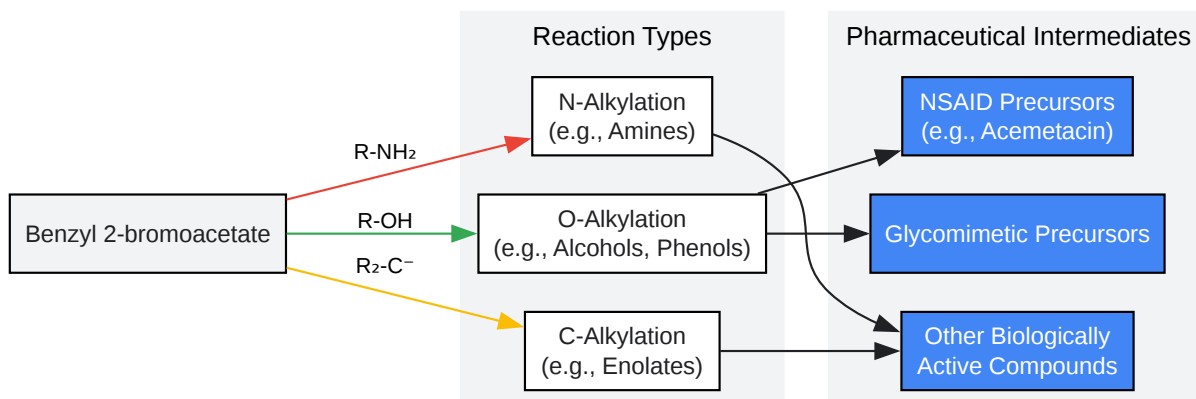 Reaction Types
Pharmaceutical Intermediates
N-Alkylation
(e.g., Amines)
NSAID Precursors
(e.g., Acemetacin)
R-NH₂
Benzyl 2-bromoacetate
R-OH
O-Alkylation
(e.g., Alcohols, Phenols)
Glycomimetic Precursors
R₂-C⁻
C-Alkylation
(e.g., Enolates)
Other Biologically
Active Compounds